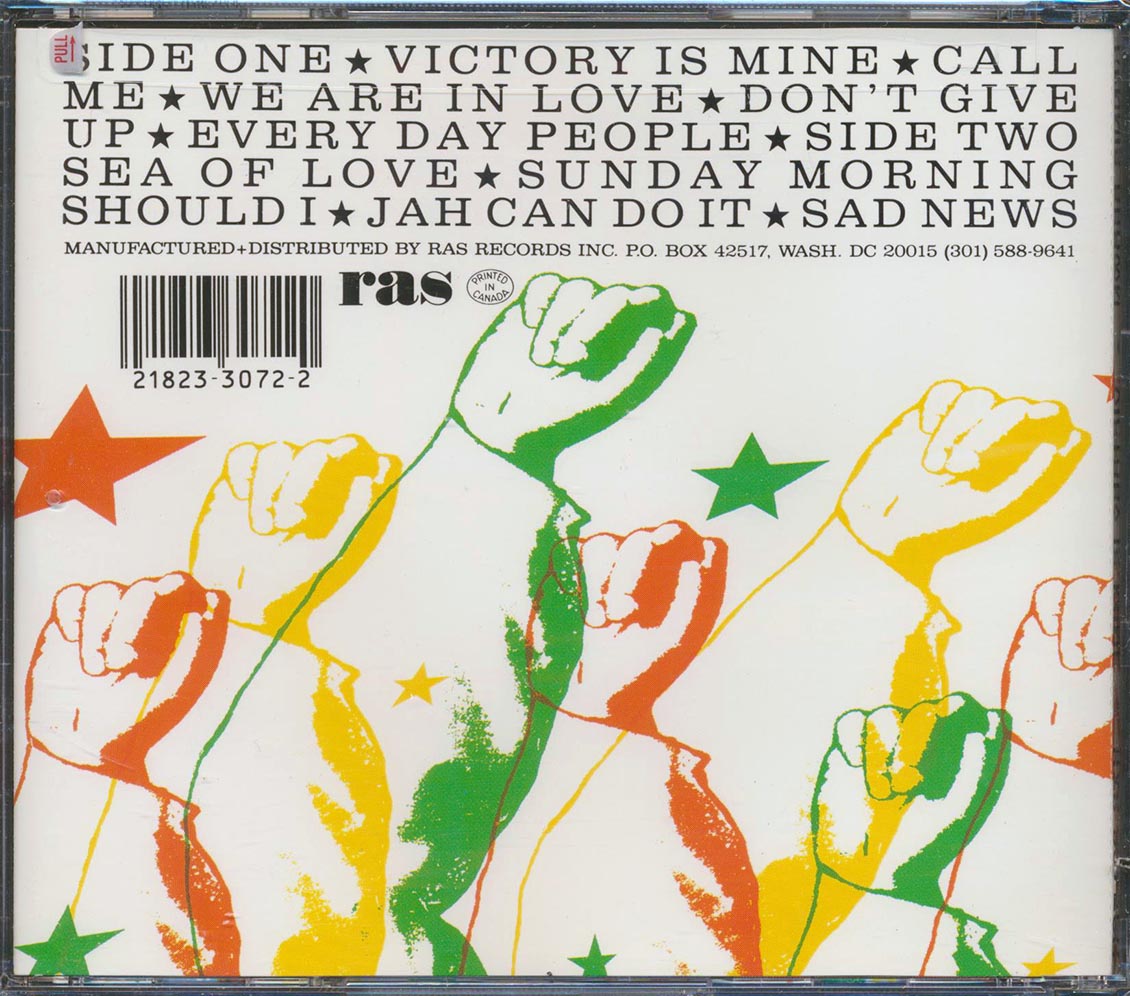 PULL
SIDE ONE ★ VICTORY IS MINE ★ CALL
ME ★ WE ARE IN LOVE ★ DON'T GIVE
UP ★ EVERY DAY PEOPLE ★ SIDE TWO
SEA OF LOVE ★ SUNDAY MORNING
SHOULD I ★ JAH CAN DO IT ★ SAD NEWS
MANUFACTURED+DISTRIBUTED BY RAS RECORDS INC. P.O. BOX 42517, WASH. DC 20015 (301) 588-9641
ras
PRINTED
IN
CANADA
21823-3072-2